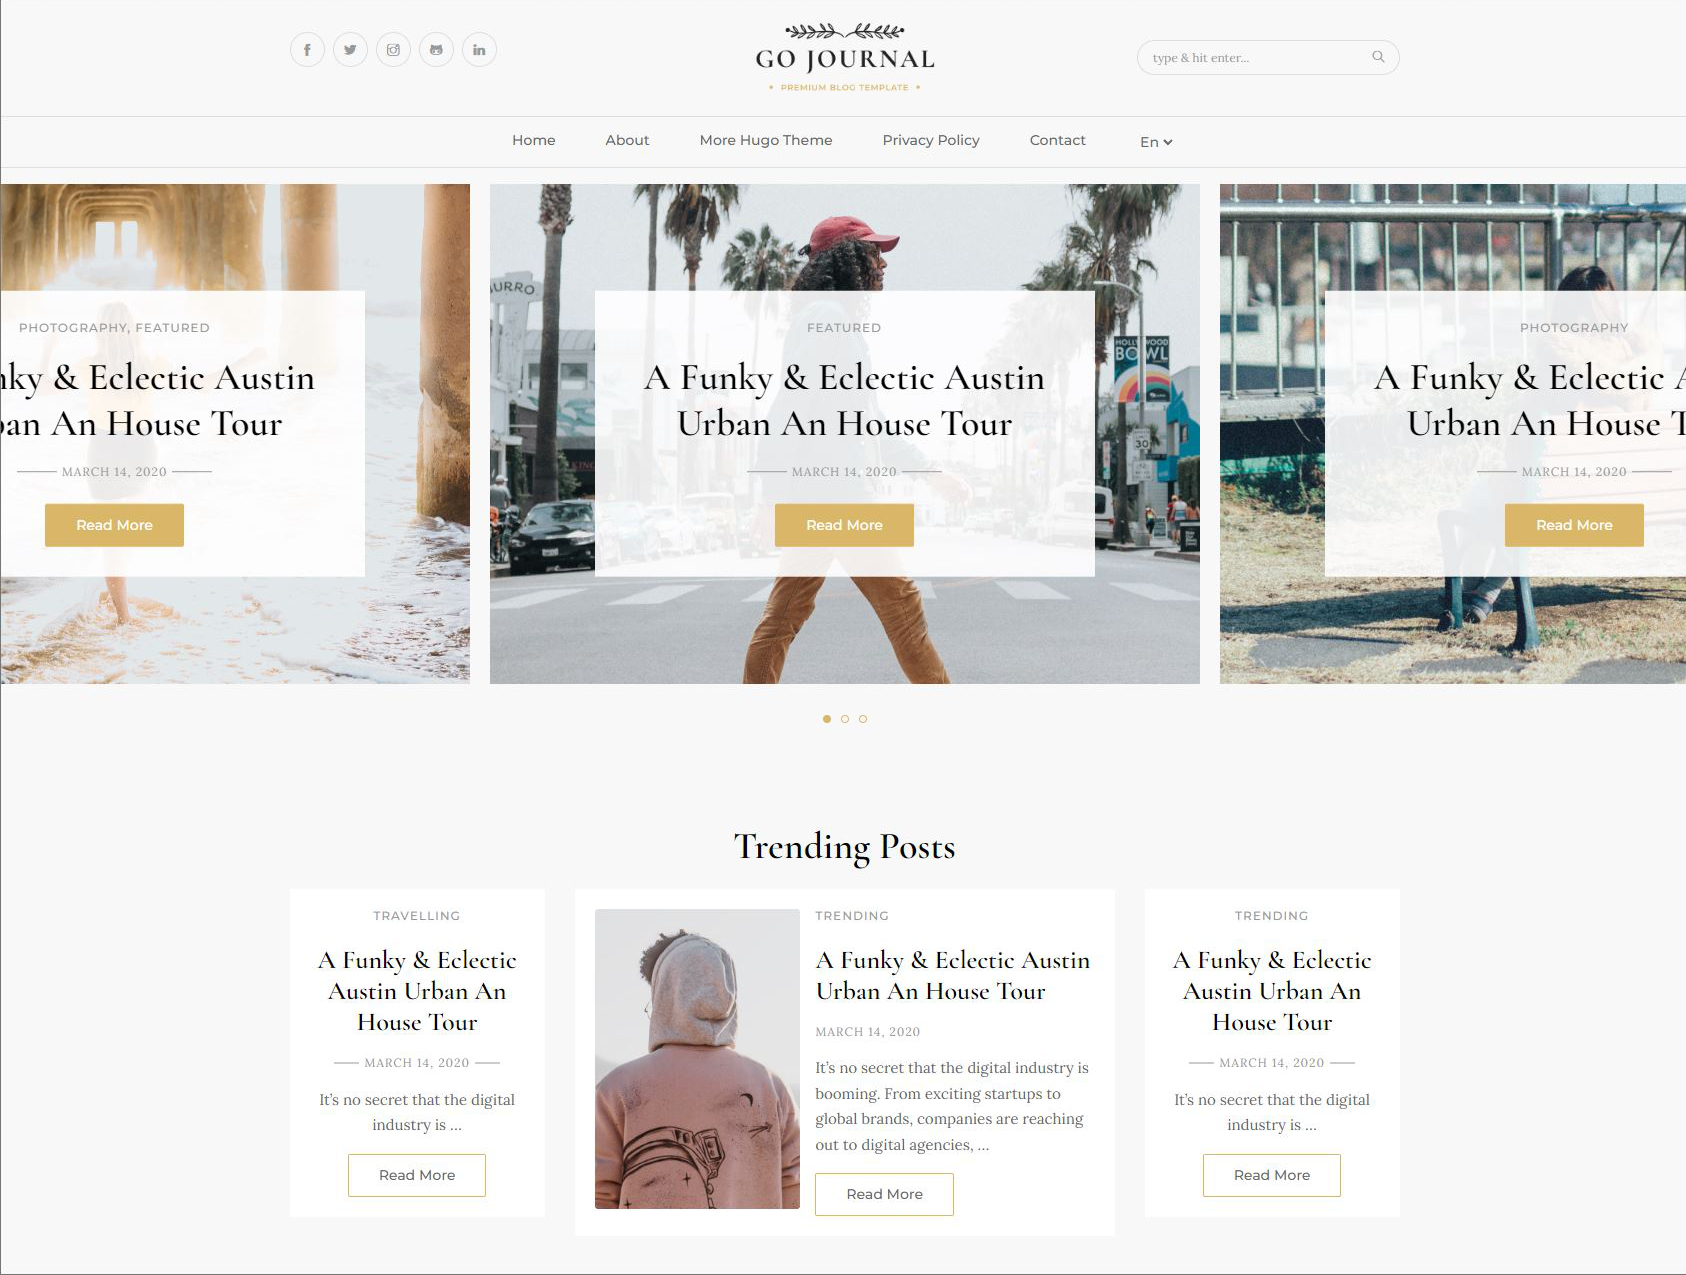 GO JOURNAL
PREMIUM BLOG TEMPLATE
type & hit enter...
Home
About
More Hugo Theme
Privacy Policy
Contact
En
PHOTOGRAPHY, FEATURED
nky & Eclectic Austin
ban An House Tour
MARCH 14, 2020
Read More
URRO
HOLLYWOOD
BOWL
SPEED
LIMIT
30
FEATURED
A Funky & Eclectic Austin
Urban An House Tour
MARCH 14, 2020
Read More
PHOTOGRAPHY
A Funky & Eclectic A
Urban An House T
MARCH 14, 2020
Read More
Trending Posts
TRAVELLING
A Funky & Eclectic
Austin Urban An
House Tour
MARCH 14, 2020
It's no secret that the digital
industry is ...
Read More
TRENDING
A Funky & Eclectic Austin
Urban An House Tour
MARCH 14, 2020
It's no secret that the digital industry is
booming. From exciting startups to
global brands, companies are reaching
out to digital agencies, ...
Read More
TRENDING
A Funky & Eclectic
Austin Urban An
House Tour
MARCH 14, 2020
It's no secret that the digital
industry is ...
Read More